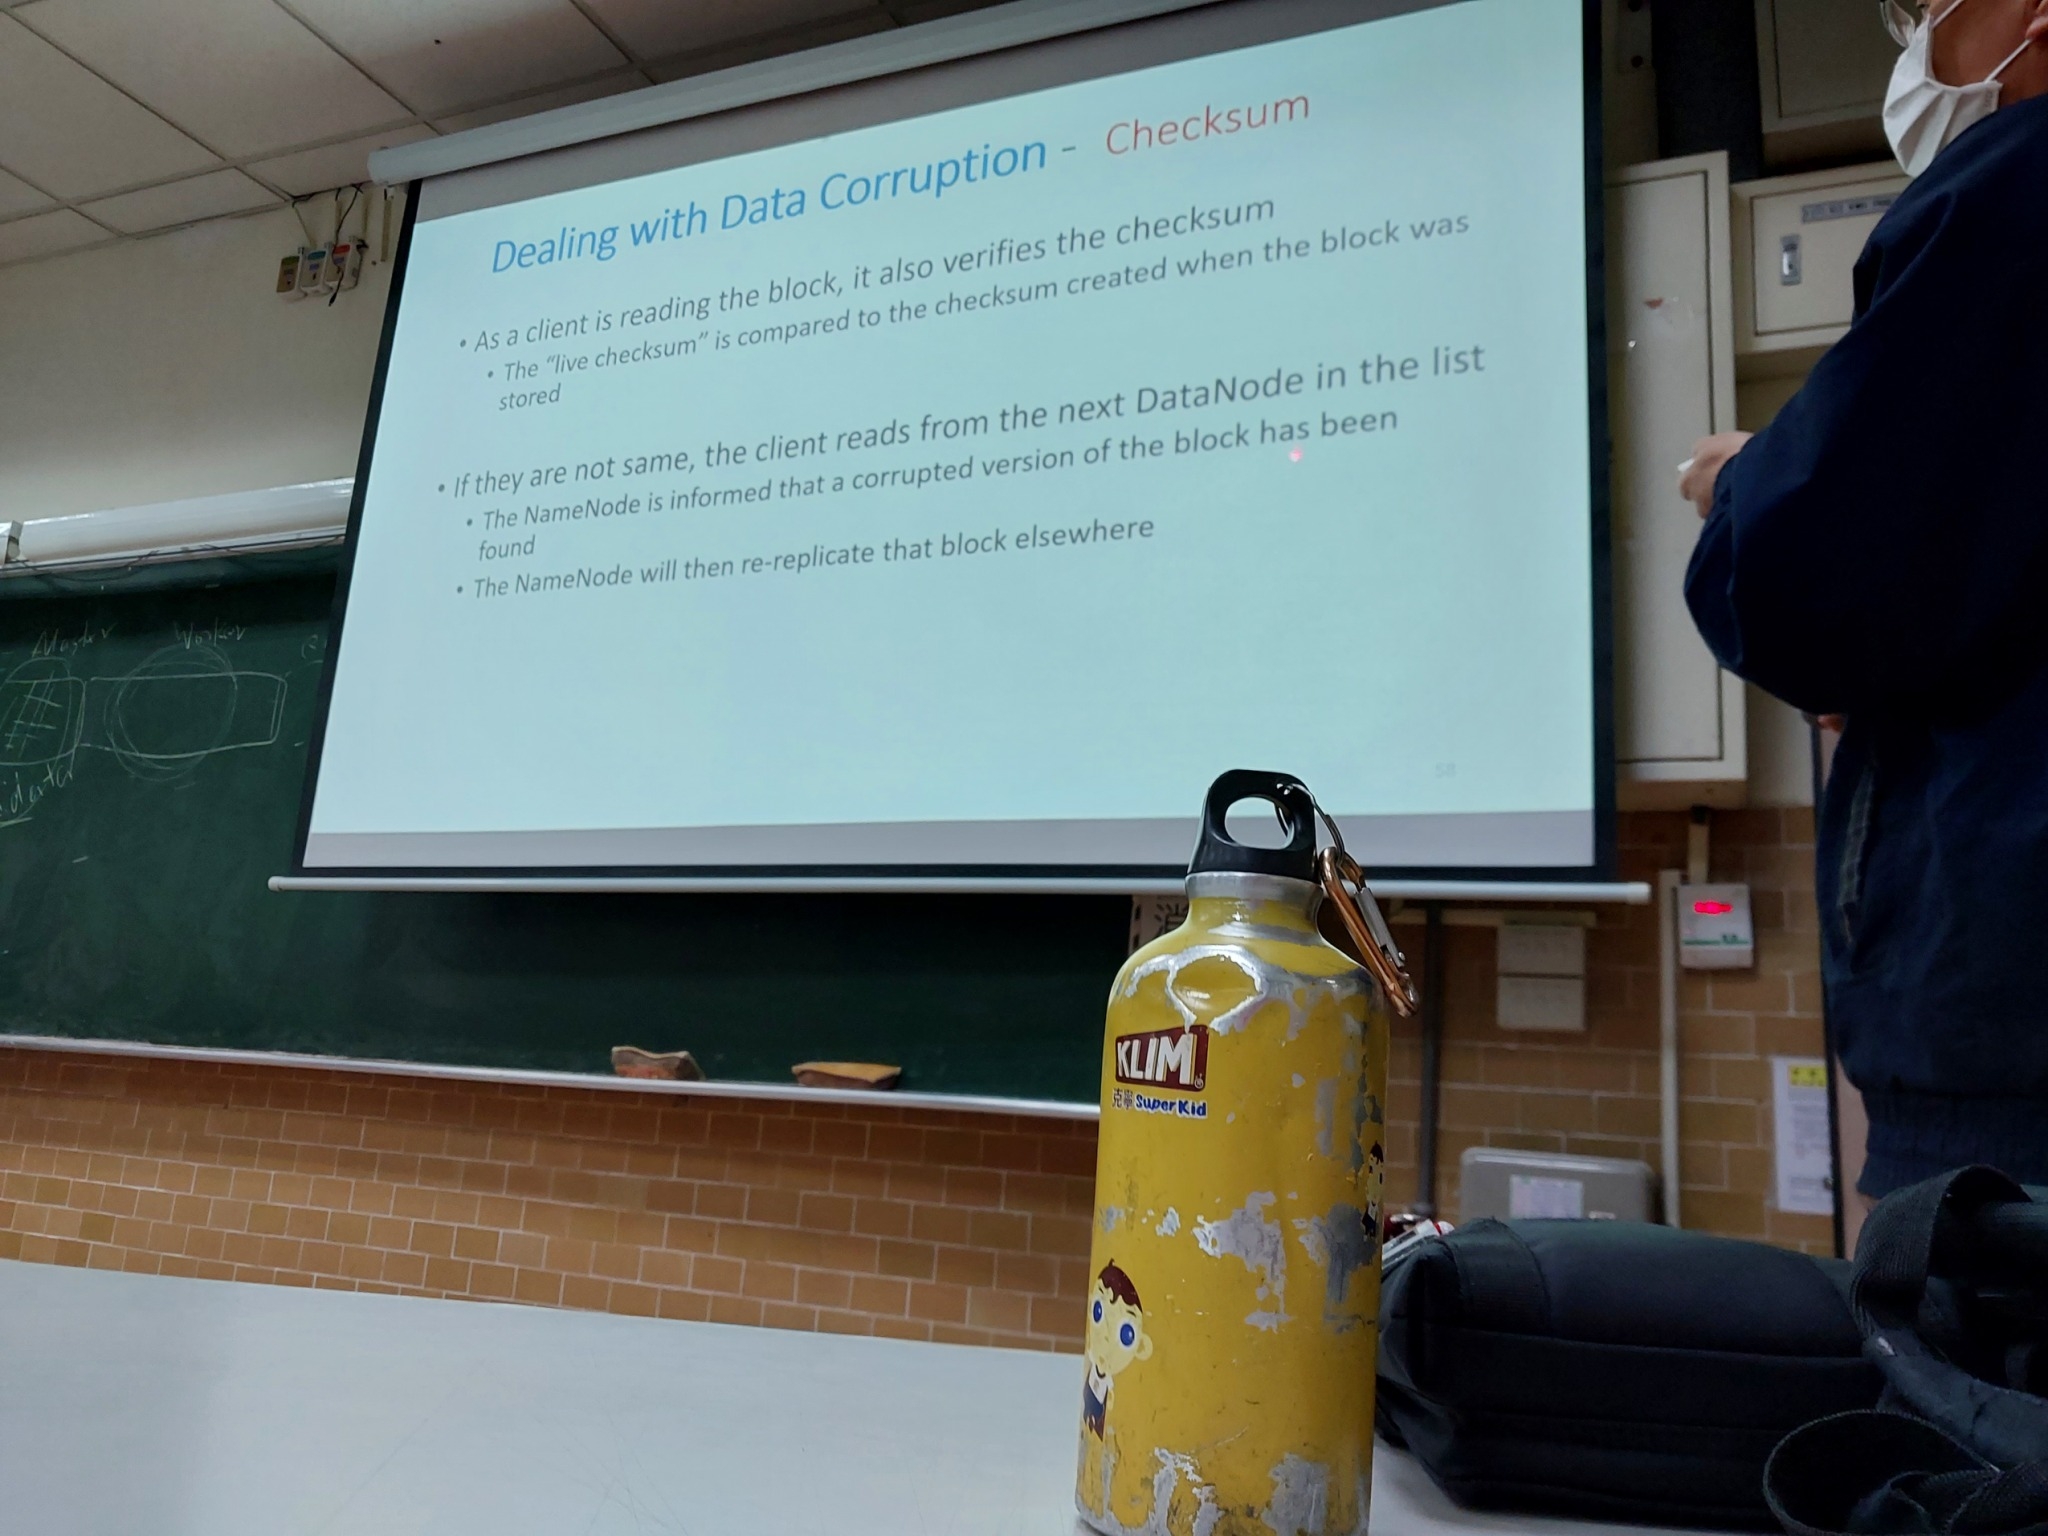 Dealing with Data Corruption - Checksum
• As a client is reading the block, it also verifies the checksum
• The “live checksum” is compared to the checksum created when the block was
stored
• If they are not same, the client reads from the next DataNode in the list
• The NameNode is informed that a corrupted version of the block has been
found
• The NameNode will then re-replicate that block elsewhere
58
Master
Worker
消
KLIM
克寧 Super Kid